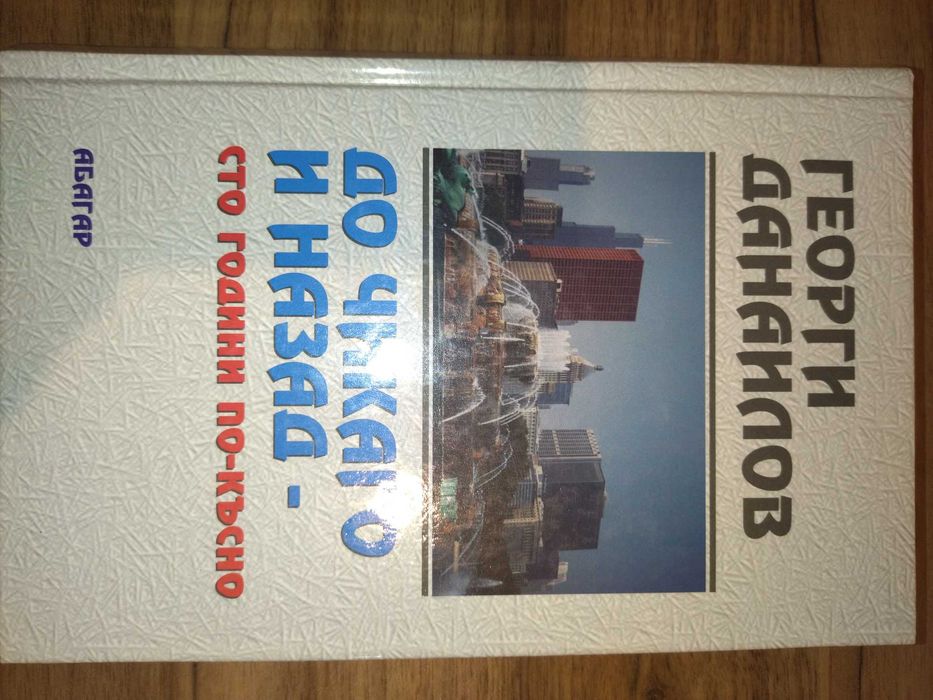 ГЕОРГИ
ДАНАИЛОВ
ДО ЧИКАГО
И НАЗАД -
СТО ГОДИНИ ПО-КЪСНО
АБАГАР